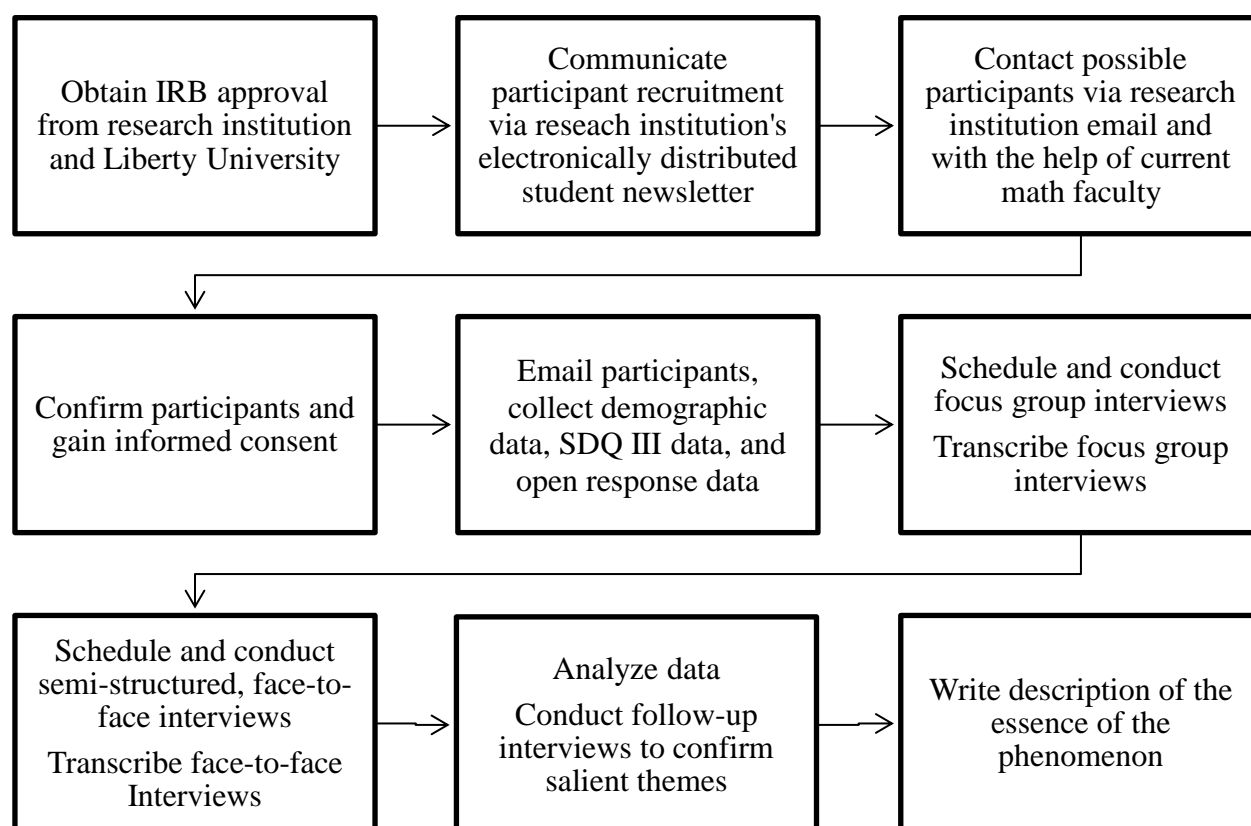 Obtain IRB approval
from research institution
and Liberty University
Communicate
participant recruitment
via reseach institution's
electronically distributed
student newsletter
Contact possible
participants via research
institution email and
with the help of current
math faculty
Confirm participants and
gain informed consent
Email participants,
collect demographic
data, SDQ III data, and
open response data
Schedule and conduct
focus group interviews
Transcribe focus group
interviews
Schedule and conduct
semi-structured, face-to-
face interviews
Transcribe face-to-face
Interviews
Analyze data
Conduct follow-up
interviews to confirm
salient themes
Write description of the
essence of the
phenomenon